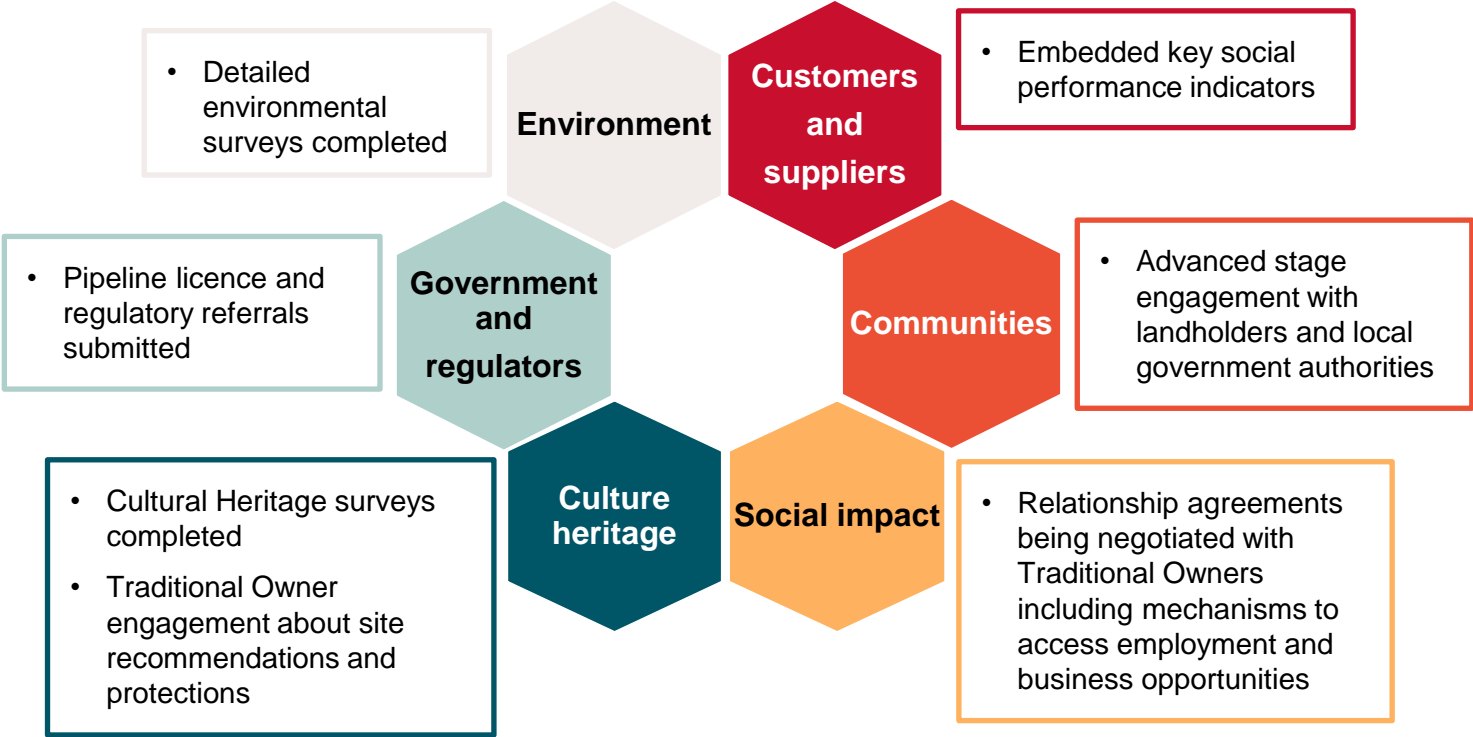 • Detailed
environmental
surveys completed
Environment
Customers
and
suppliers
• Embedded key social
performance indicators
• Pipeline licence and
regulatory referrals
submitted
Government
and
regulators
Communities
• Advanced stage
engagement with
landholders and local
government authorities
• Cultural Heritage surveys
completed
• Traditional Owner
engagement about site
recommendations and
protections
Culture
heritage
Social impact
• Relationship agreements
being negotiated with
Traditional Owners
including mechanisms to
access employment and
business opportunities